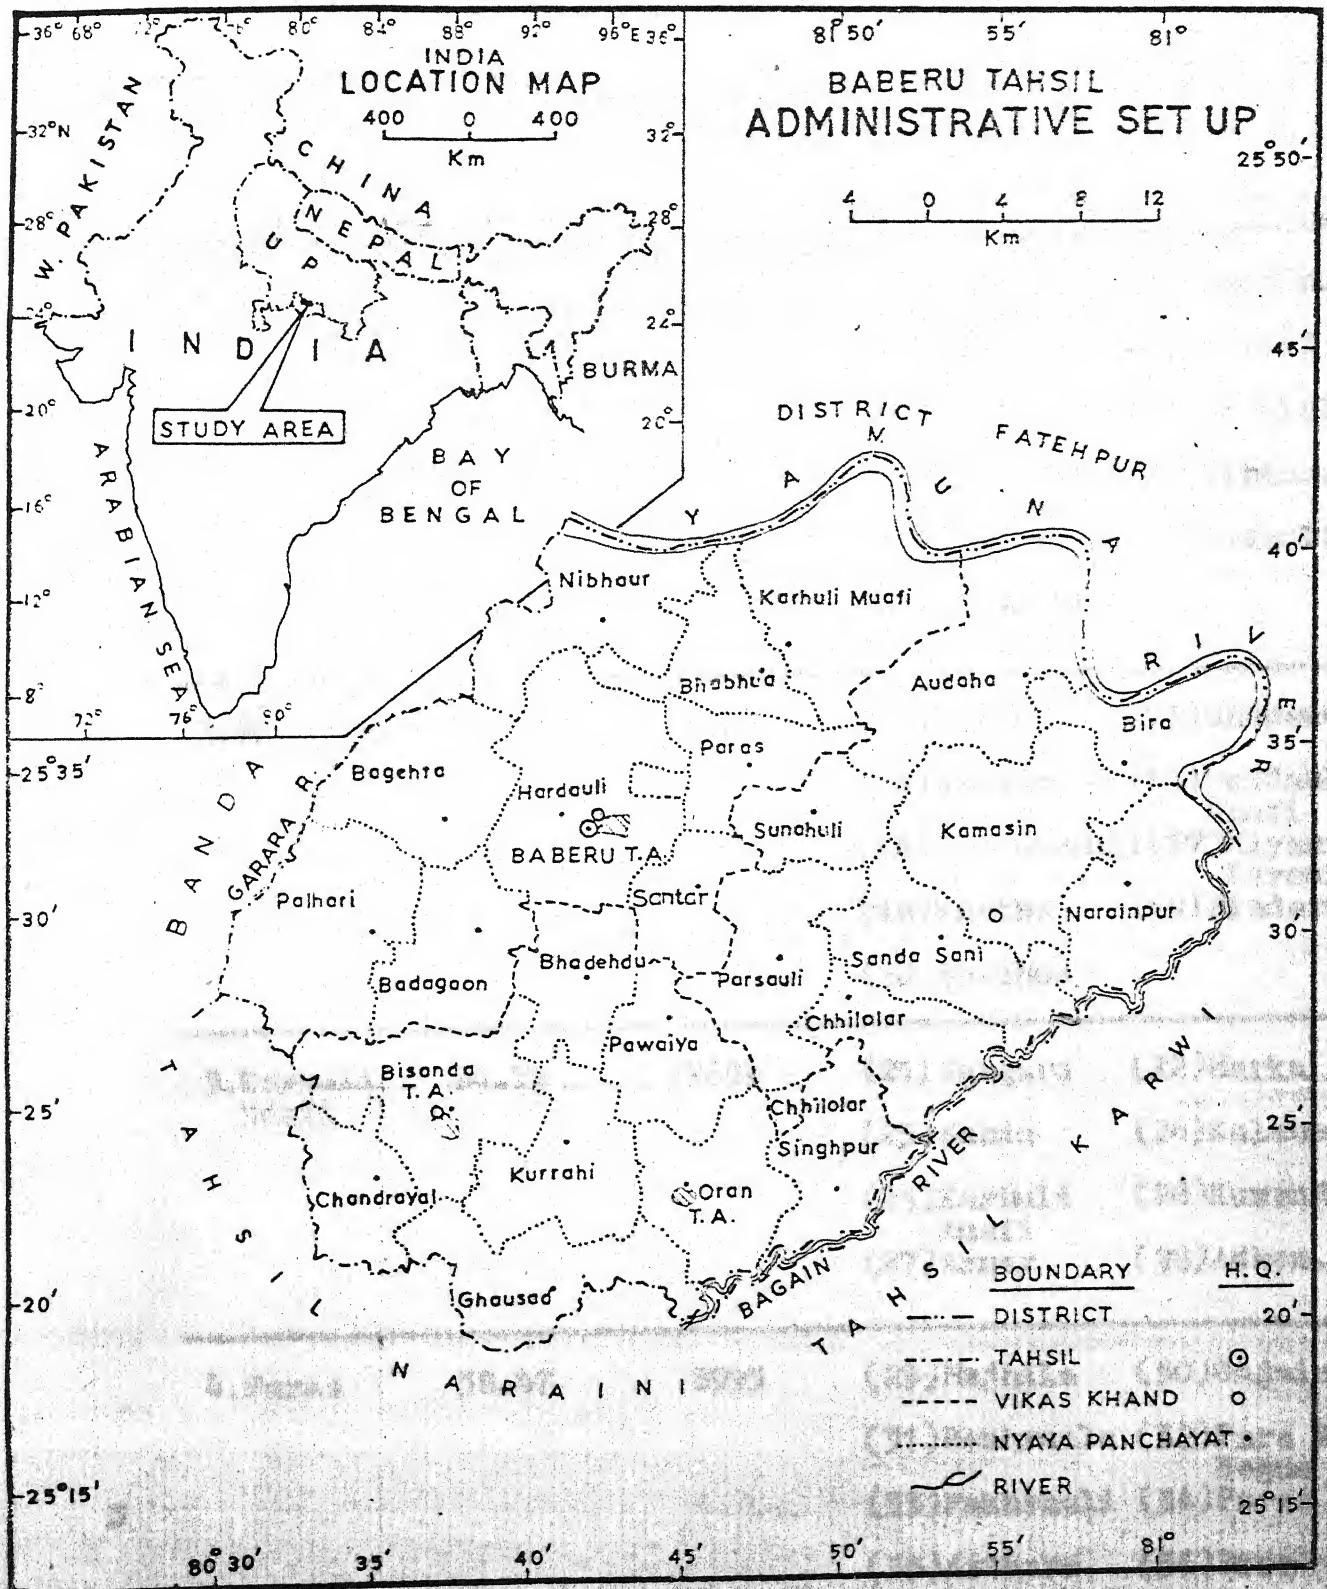 36° 68° 72° 76° 80° 84° 88° 92° 96°E 36°
INDIA
LOCATION MAP
400 0 400
Km
32°N
32°
28°
28°
24°
20°
20°
16°
12°
8°
72° 76°
W. PAKISTAN
CHINA
NEPAL
U P
INDIA
BURMA
STUDY AREA
BAY
OF
BENGAL
ARABIAN SEA
81°50' 55' 81°
BABERU TAHSIL
ADMINISTRATIVE SET UP
25°50'
4 0 4 8 12
Km
45'
DISTRICT FATEHPUR
YAMUNA RIVER
40'
Nibhaur
Karhuli Muafi
Bhabhua
Audaha
Bira
35'
25°35'
Paras
Bagehta
Hardauli
Sunahuli
Kamasin
BABERU T.A.
BANDA TAHSIL
GARARA R
Palhari
Santar
Narainpur
30'
30'
Bhadehdu
Parsauli
Sanda Sani
Badagaon
Chhilolar
Pawaiya
Bisanda
T.A.
Chhilolar
25'
25'
Singhpur
Kurrahi
Chandrayal
Oran
T.A.
BAGAIN RIVER
KARWI TAHSIL
Ghausad
20'
20'
NARAINI
BOUNDARY H.Q.
DISTRICT
TAHSIL
VIKAS KHAND
NYAYA PANCHAYAT
RIVER
25°15'
25°15'
80°30' 35' 40' 45' 50' 55' 81°